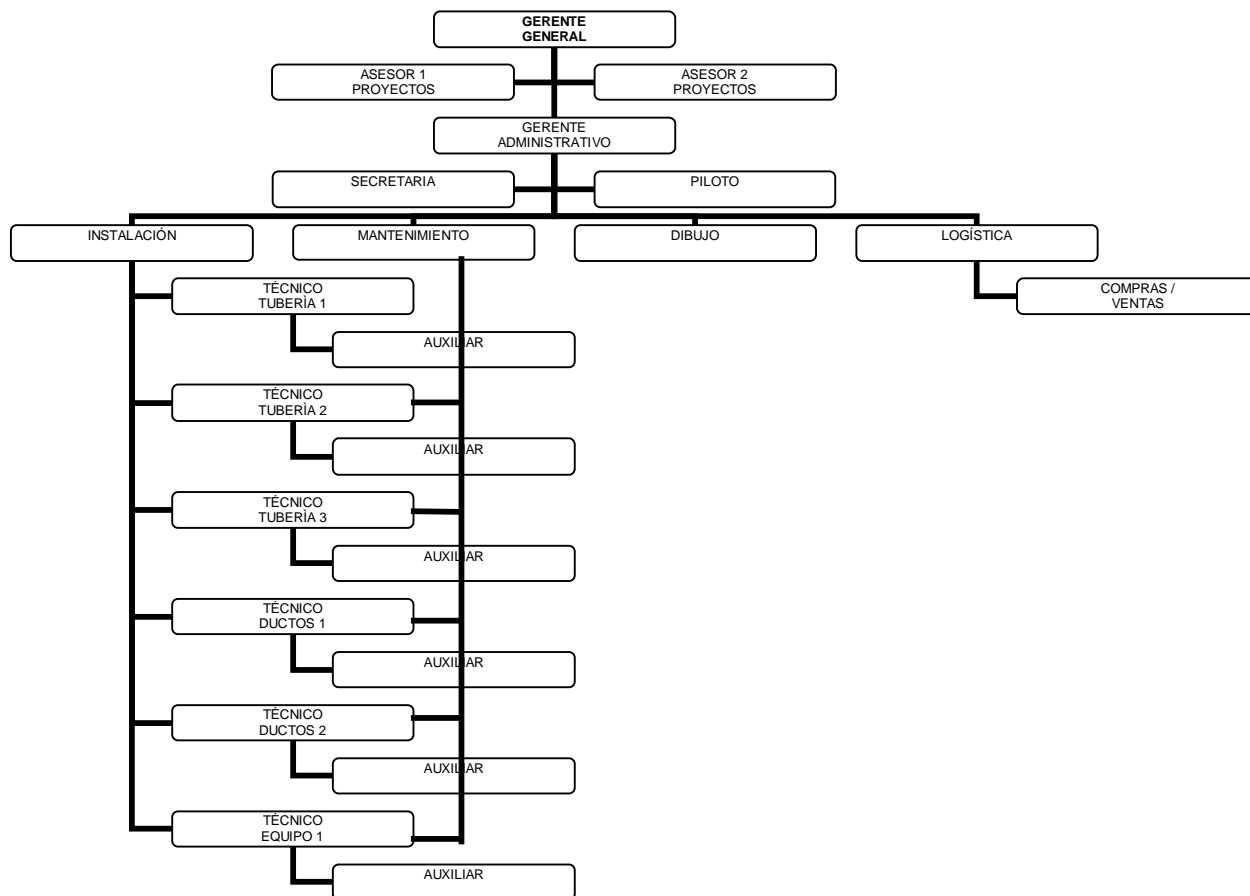 GERENTE
GENERAL
ASESOR 1
PROYECTOS
ASESOR 2
PROYECTOS
GERENTE
ADMINISTRATIVO
SECRETARIA
PILOTO
INSTALACIÓN
MANTENIMIENTO
DIBUJO
LOGÍSTICA
TÉCNICO
TUBERÌA 1
COMPRAS /
VENTAS
AUXILIAR
TÉCNICO
TUBERÌA 2
AUXILIAR
TÉCNICO
TUBERÌA 3
AUXILIAR
TÉCNICO
DUCTOS 1
AUXILIAR
TÉCNICO
DUCTOS 2
AUXILIAR
TÉCNICO
EQUIPO 1
AUXILIAR